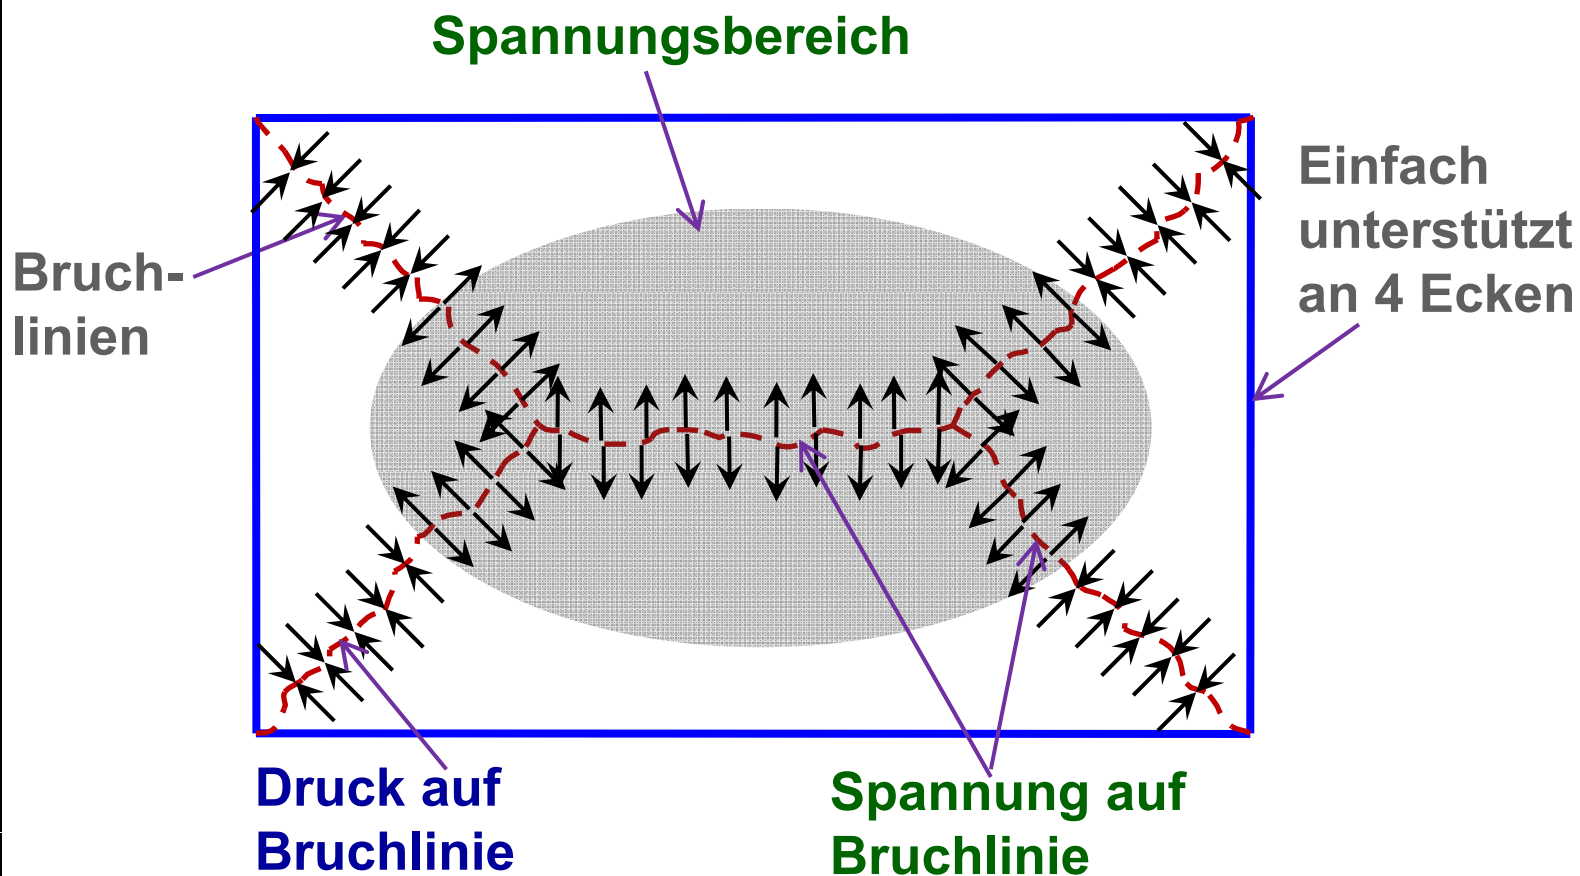 Spannungsbereich
Einfach
unterstützt
an 4 Ecken
Bruch-
linien
Druck auf
Bruchlinie
Spannung auf
Bruchlinie